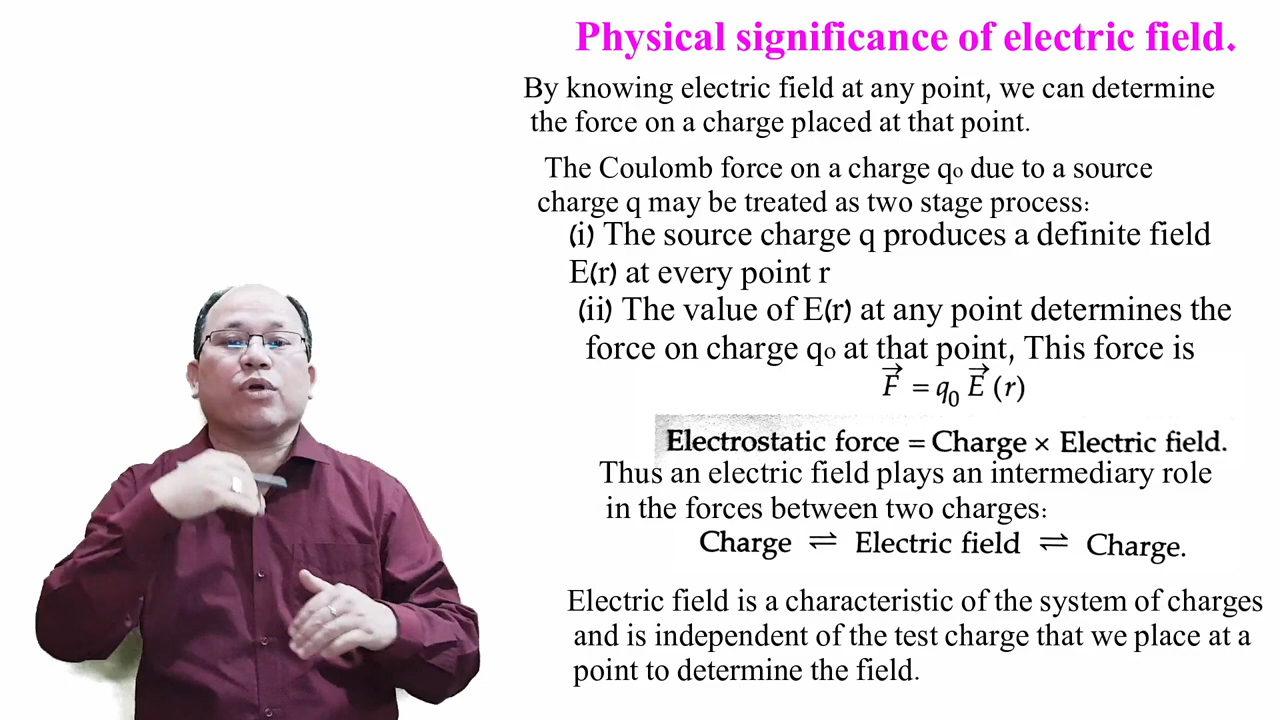 Physical significance of electric field.
By knowing electric field at any point, we can determine
the force on a charge placed at that point.
The Coulomb force on a charge q₀ due to a source
charge q may be treated as two stage process:
(i) The source charge q produces a definite field
E(r) at every point r
(ii) The value of E(r) at any point determines the
force on charge q₀ at that point, This force is
F⃗ = q₀ E⃗ (r)
Electrostatic force = Charge × Electric field.
Thus an electric field plays an intermediary role
in the forces between two charges:
Charge ⇌ Electric field ⇌ Charge.
Electric field is a characteristic of the system of charges
and is independent of the test charge that we place at a
point to determine the field.